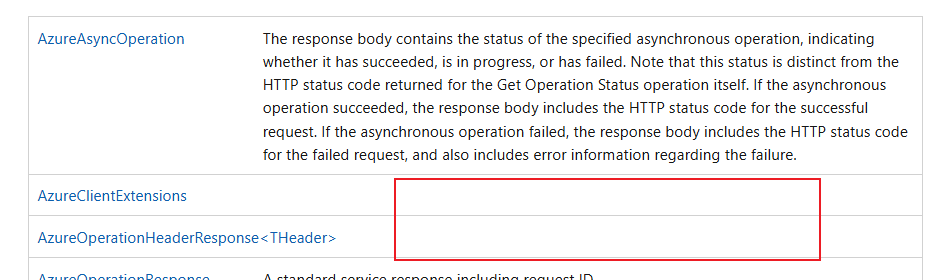 AzureAsyncOperation
The response body contains the status of the specified asynchronous operation, indicating
whether it has succeeded, is in progress, or has failed. Note that this status is distinct from the
HTTP status code returned for the Get Operation Status operation itself. If the asynchronous
operation succeeded, the response body includes the HTTP status code for the successful
request. If the asynchronous operation failed, the response body includes the HTTP status code
for the failed request, and also includes error information regarding the failure.
AzureClientExtensions
AzureOperationHeaderResponse<THeader>
AzureOperationResponse
A standard service response including request ID